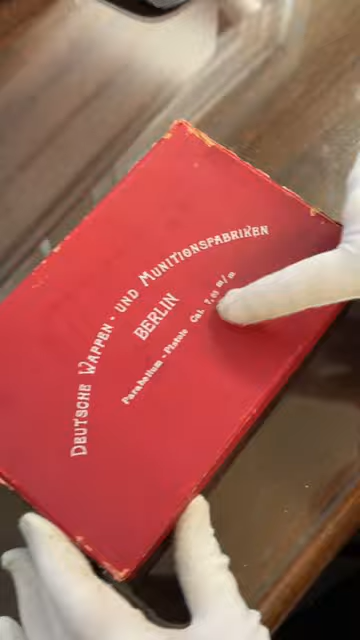 DEUTSCHE WAFFEN- UND MUNITIONSFABRIKEN
BERLIN
Parabellum-Pistole Cal. 7,65 m/m